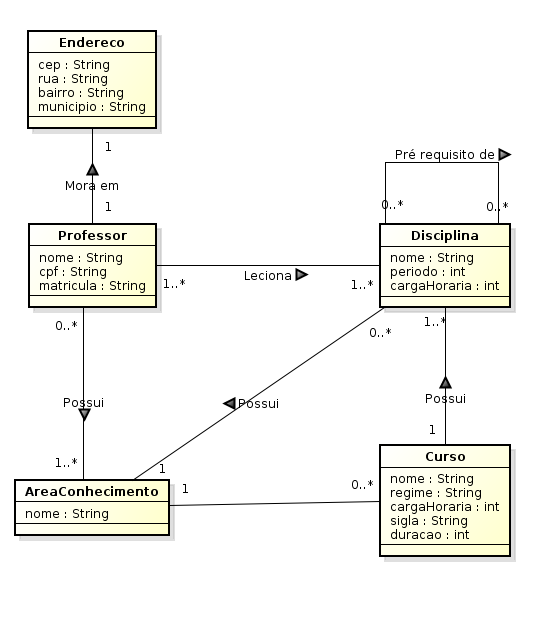 Endereco
cep : String
rua : String
bairro : String
municipio : String
1
Mora em
1
Pré requisito de
0..*
0..*
Professor
nome : String
cpf : String
matricula : String
1..*
Leciona
1..*
Disciplina
nome : String
periodo : int
cargaHoraria : int
0..*
Possui
1..*
0..*
Possui
1
1..*
Possui
1
AreaConhecimento
nome : String
1
0..*
Curso
nome : String
regime : String
cargaHoraria : int
sigla : String
duracao : int